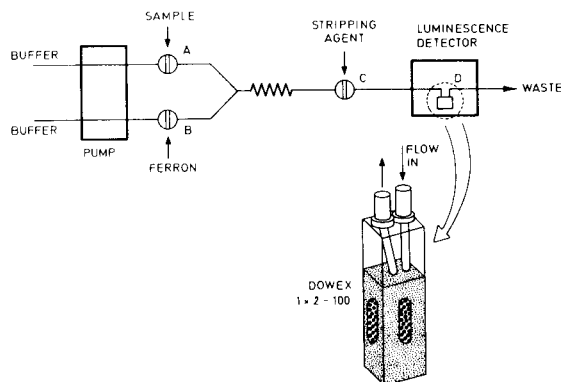 SAMPLE
A
BUFFER
BUFFER
PUMP
B
FERRON
STRIPPING
AGENT
C
LUMINESCENCE
DETECTOR
D
WASTE
FLOW
IN
DOWEX
1 × 2 - 100